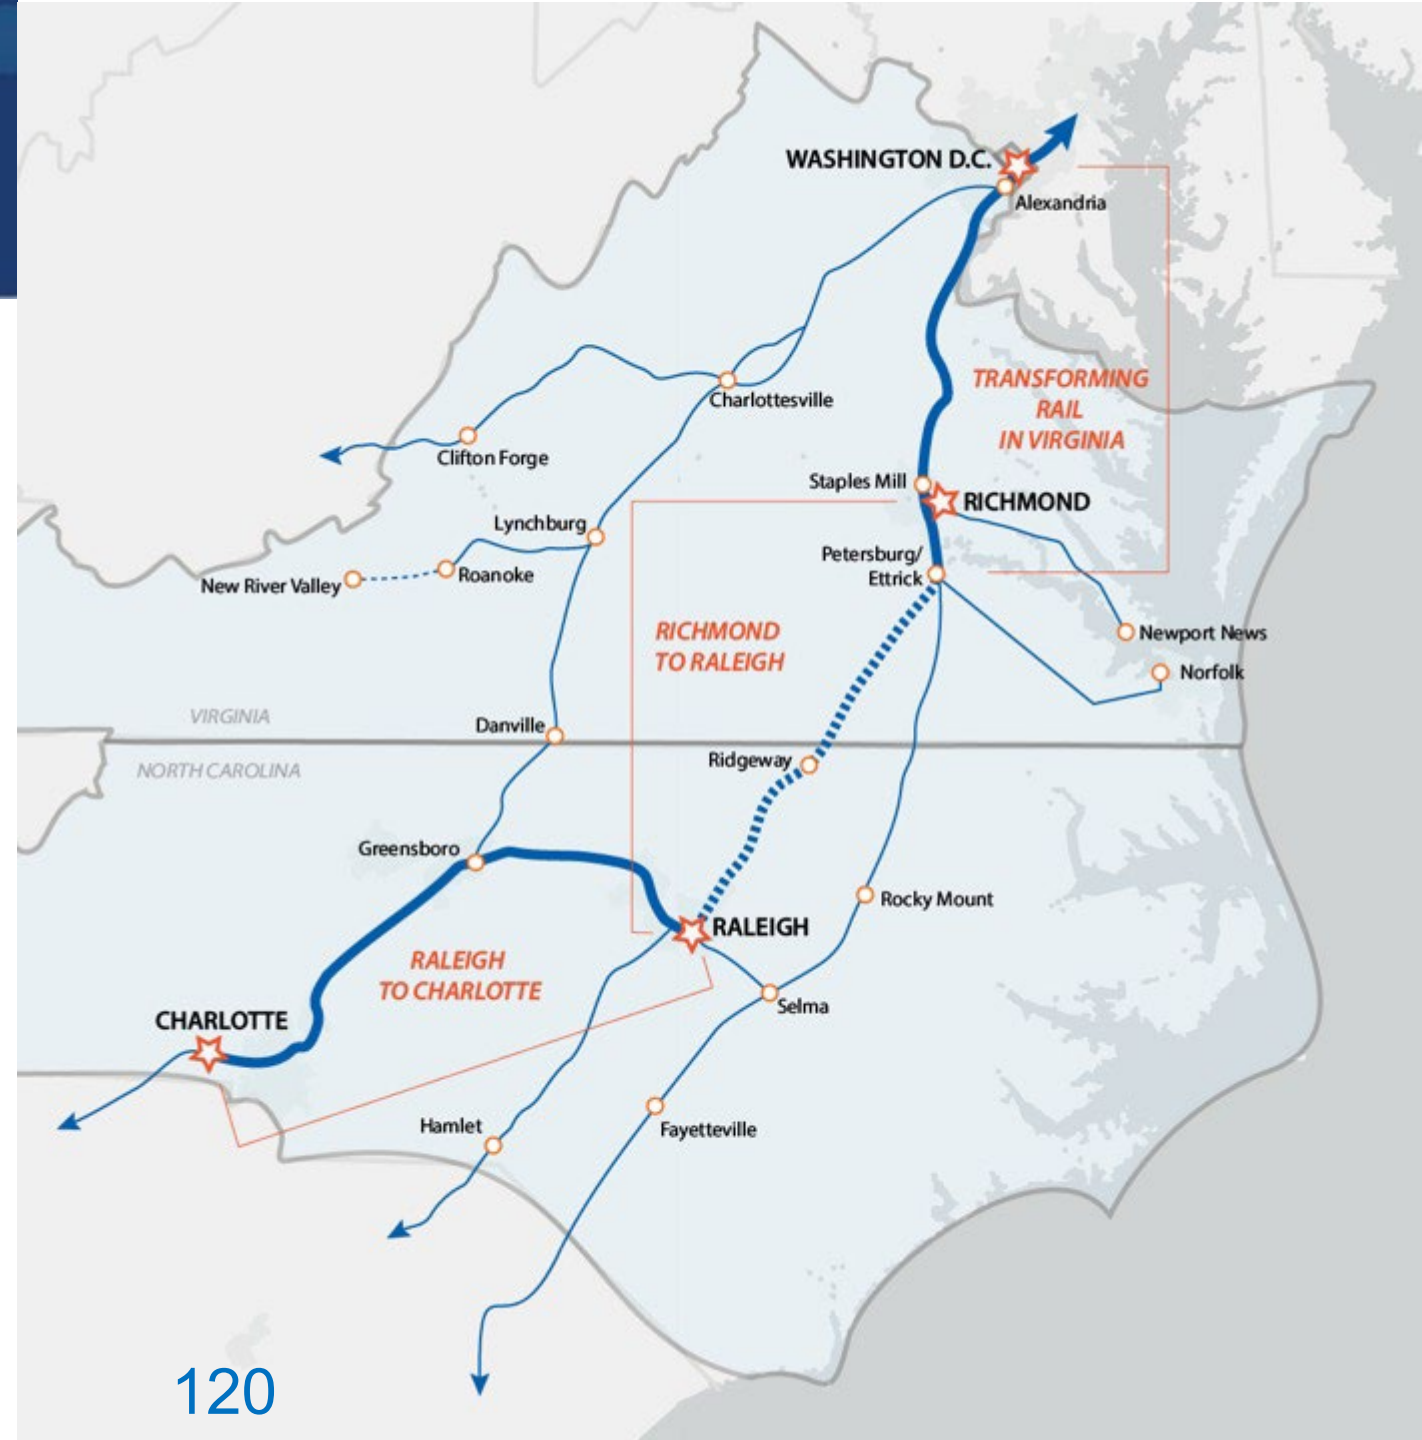 WASHINGTON D.C.
Alexandria
TRANSFORMING
RAIL
IN VIRGINIA
Charlottesville
Clifton Forge
Staples Mill
RICHMOND
Lynchburg
Petersburg/
Ettrick
New River Valley
Roanoke
Newport News
RICHMOND
TO RALEIGH
Norfolk
VIRGINIA
Danville
NORTH CAROLINA
Ridgeway
Greensboro
Rocky Mount
RALEIGH
RALEIGH
TO CHARLOTTE
Selma
CHARLOTTE
Hamlet
Fayetteville
120